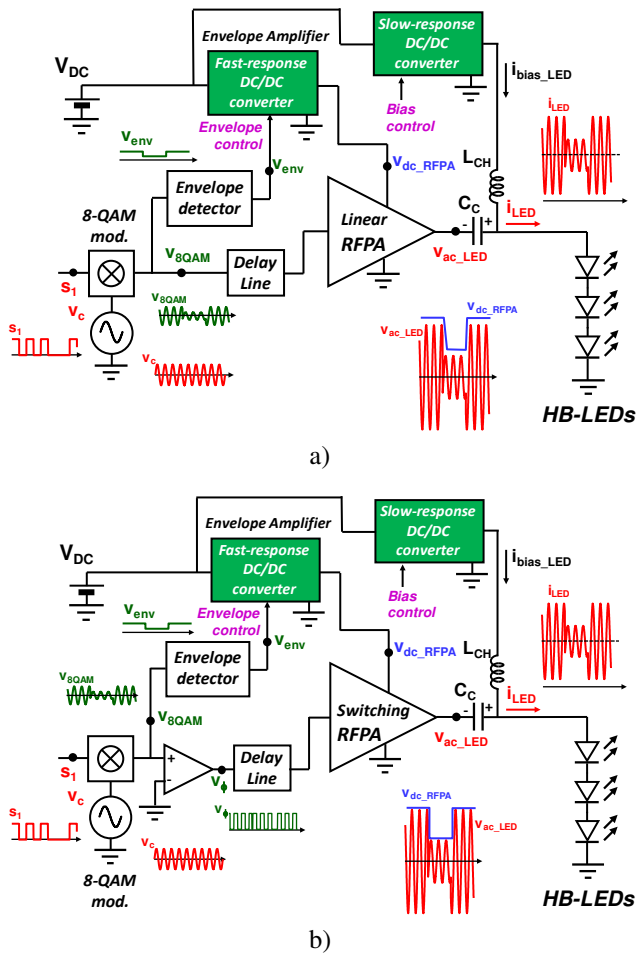 Envelope Amplifier
Slow-response
DC/DC
converter
Fast-response
DC/DC
converter
V_DC
i_bias_LED
Bias
control
Envelope
control
i_LED
v_env
v_env
v_dc_RFPA
L_CH
Envelope
detector
8-QAM
mod.
Linear
RFPA
C_C
- +
i_LED
v_8QAM
Delay
Line
v_ac_LED
s_1
v_c
v_8QAM
s_1
v_c
v_dc_RFPA
v_ac_LED
HB-LEDs
a)
Envelope Amplifier
Slow-response
DC/DC
converter
Fast-response
DC/DC
converter
V_DC
i_bias_LED
Bias
control
Envelope
control
i_LED
v_env
v_env
v_dc_RFPA
L_CH
Envelope
detector
v_8QAM
v_8QAM
Switching
RFPA
C_C
- +
i_LED
+
-
Delay
Line
v_ac_LED
s_1
v_c
v_ϕ
v_ϕ
s_1
v_c
v_dc_RFPA
v_ac_LED
8-QAM
mod.
HB-LEDs
b)